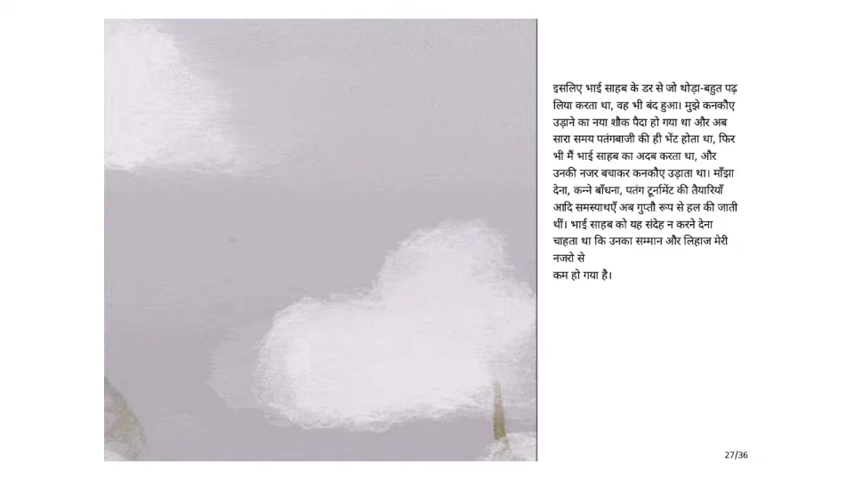 इसलिए भाई साहब के डर से जो थोड़ा-बहुत पढ़
लिया करता था, वह भी बंद हुआ। मुझे कनकौए
उड़ाने का नया शौक पैदा हो गया था और अब
सारा समय पतंगबाजी की ही भेंट होता था, फिर
भी मैं भाई साहब का अदब करता था, और
उनकी नजर बचाकर कनकौए उड़ाता था। माँझा
देना, कन्ने बाँधना, पतंग टूर्नामेंट की तैयारियाँ
आदि समस्याथएँ अब गुप्तौ रूप से हल की जाती
थीं। भाई साहब को यह संदेह न करने देना
चाहता था कि उनका सम्मान और लिहाज मेरी
नजरो से
कम हो गया है।
27/36